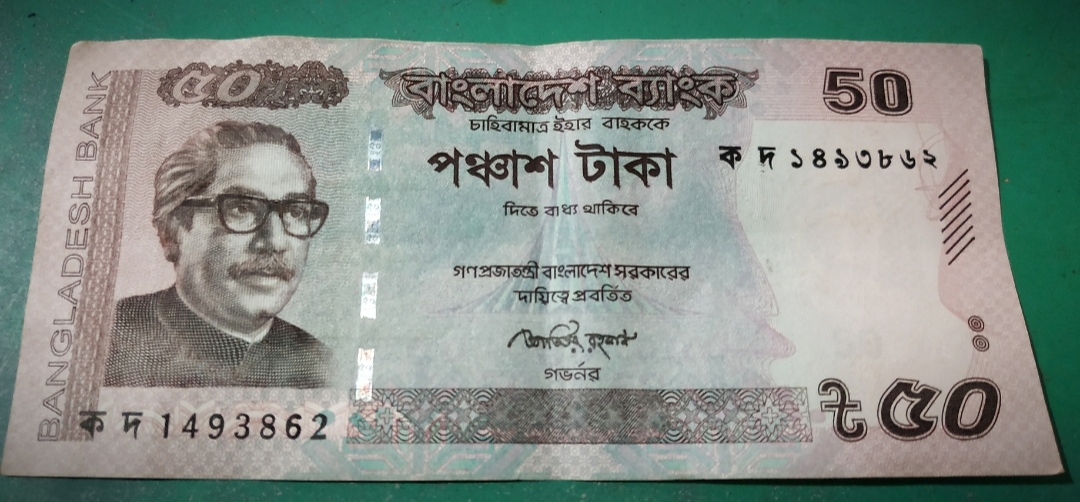 ৫০
বাংলাদেশ ব্যাংক
50
চাহিবামাত্র ইহার বাহককে
পঞ্চাশ টাকা
ক দ ১৪৯৩৮৬২
দিতে বাধ্য থাকিবে
গণপ্রজাতন্ত্রী বাংলাদেশ সরকারের
দায়িত্বে প্রবর্তিত
গভর্নর
BANGLADESH BANK
ক দ 1493862
৳ ৫০